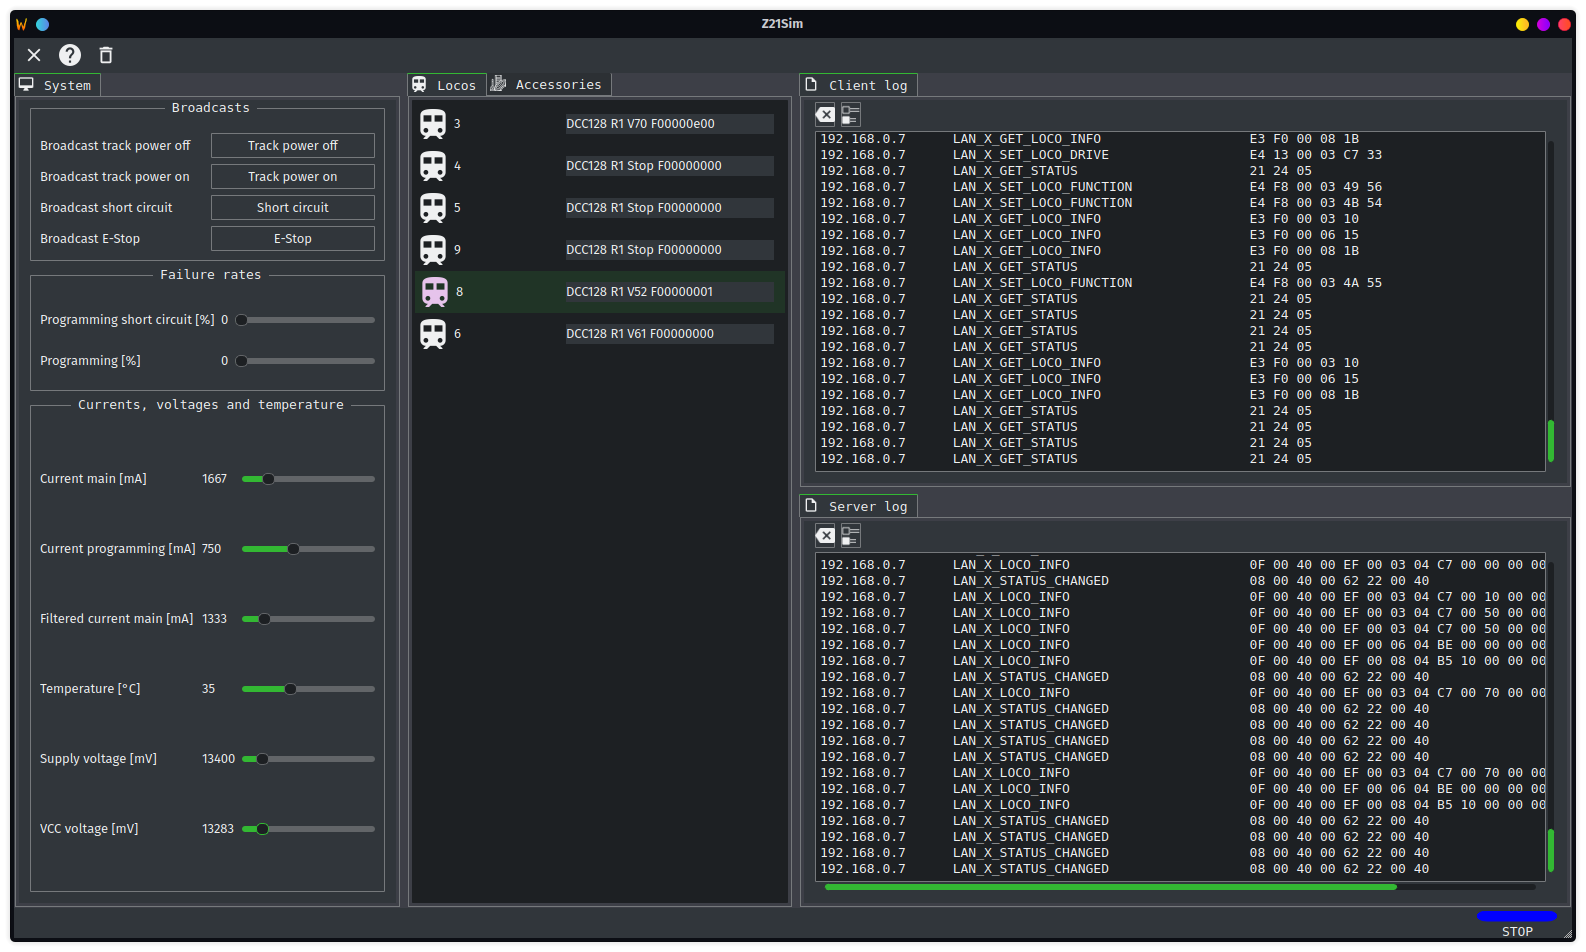 Z21Sim
System
Broadcasts
Broadcast track power off Track power off
Broadcast track power on Track power on
Broadcast short circuit Short circuit
Broadcast E-Stop E-Stop
Failure rates
Programming short circuit [%] 0
Programming [%] 0
Currents, voltages and temperature
Current main [mA] 1667
Current programming [mA] 750
Filtered current main [mA] 1333
Temperature [°C] 35
Supply voltage [mV] 13400
VCC voltage [mV] 13283
Locos Accessories
3 DCC128 R1 V70 F00000e00
4 DCC128 R1 Stop F00000000
5 DCC128 R1 Stop F00000000
9 DCC128 R1 Stop F00000000
8 DCC128 R1 V52 F00000001
6 DCC128 R1 V61 F00000000
Client log
192.168.0.7 LAN_X_GET_LOCO_INFO E3 F0 00 08 1B
192.168.0.7 LAN_X_SET_LOCO_DRIVE E4 13 00 03 C7 33
192.168.0.7 LAN_X_GET_STATUS 21 24 05
192.168.0.7 LAN_X_SET_LOCO_FUNCTION E4 F8 00 03 49 56
192.168.0.7 LAN_X_SET_LOCO_FUNCTION E4 F8 00 03 4B 54
192.168.0.7 LAN_X_GET_LOCO_INFO E3 F0 00 03 10
192.168.0.7 LAN_X_GET_LOCO_INFO E3 F0 00 06 15
192.168.0.7 LAN_X_GET_LOCO_INFO E3 F0 00 08 1B
192.168.0.7 LAN_X_GET_STATUS 21 24 05
192.168.0.7 LAN_X_SET_LOCO_FUNCTION E4 F8 00 03 4A 55
192.168.0.7 LAN_X_GET_STATUS 21 24 05
192.168.0.7 LAN_X_GET_STATUS 21 24 05
192.168.0.7 LAN_X_GET_STATUS 21 24 05
192.168.0.7 LAN_X_GET_STATUS 21 24 05
192.168.0.7 LAN_X_GET_LOCO_INFO E3 F0 00 03 10
192.168.0.7 LAN_X_GET_LOCO_INFO E3 F0 00 06 15
192.168.0.7 LAN_X_GET_LOCO_INFO E3 F0 00 08 1B
192.168.0.7 LAN_X_GET_STATUS 21 24 05
192.168.0.7 LAN_X_GET_STATUS 21 24 05
192.168.0.7 LAN_X_GET_STATUS 21 24 05
192.168.0.7 LAN_X_GET_STATUS 21 24 05
Server log
192.168.0.7 LAN_X_LOCO_INFO 0F 00 40 00 EF 00 03 04 C7 00 00 00 00
192.168.0.7 LAN_X_STATUS_CHANGED 08 00 40 00 62 22 00 40
192.168.0.7 LAN_X_LOCO_INFO 0F 00 40 00 EF 00 03 04 C7 00 10 00 00
192.168.0.7 LAN_X_LOCO_INFO 0F 00 40 00 EF 00 03 04 C7 00 50 00 00
192.168.0.7 LAN_X_LOCO_INFO 0F 00 40 00 EF 00 03 04 C7 00 50 00 00
192.168.0.7 LAN_X_LOCO_INFO 0F 00 40 00 EF 00 06 04 BE 00 00 00 00
192.168.0.7 LAN_X_LOCO_INFO 0F 00 40 00 EF 00 08 04 B5 10 00 00 00
192.168.0.7 LAN_X_STATUS_CHANGED 08 00 40 00 62 22 00 40
192.168.0.7 LAN_X_LOCO_INFO 0F 00 40 00 EF 00 03 04 C7 00 70 00 00
192.168.0.7 LAN_X_STATUS_CHANGED 08 00 40 00 62 22 00 40
192.168.0.7 LAN_X_STATUS_CHANGED 08 00 40 00 62 22 00 40
192.168.0.7 LAN_X_STATUS_CHANGED 08 00 40 00 62 22 00 40
192.168.0.7 LAN_X_STATUS_CHANGED 08 00 40 00 62 22 00 40
192.168.0.7 LAN_X_LOCO_INFO 0F 00 40 00 EF 00 03 04 C7 00 70 00 00
192.168.0.7 LAN_X_LOCO_INFO 0F 00 40 00 EF 00 06 04 BE 00 00 00 00
192.168.0.7 LAN_X_LOCO_INFO 0F 00 40 00 EF 00 08 04 B5 10 00 00 00
192.168.0.7 LAN_X_STATUS_CHANGED 08 00 40 00 62 22 00 40
192.168.0.7 LAN_X_STATUS_CHANGED 08 00 40 00 62 22 00 40
192.168.0.7 LAN_X_STATUS_CHANGED 08 00 40 00 62 22 00 40
192.168.0.7 LAN_X_STATUS_CHANGED 08 00 40 00 62 22 00 40
STOP